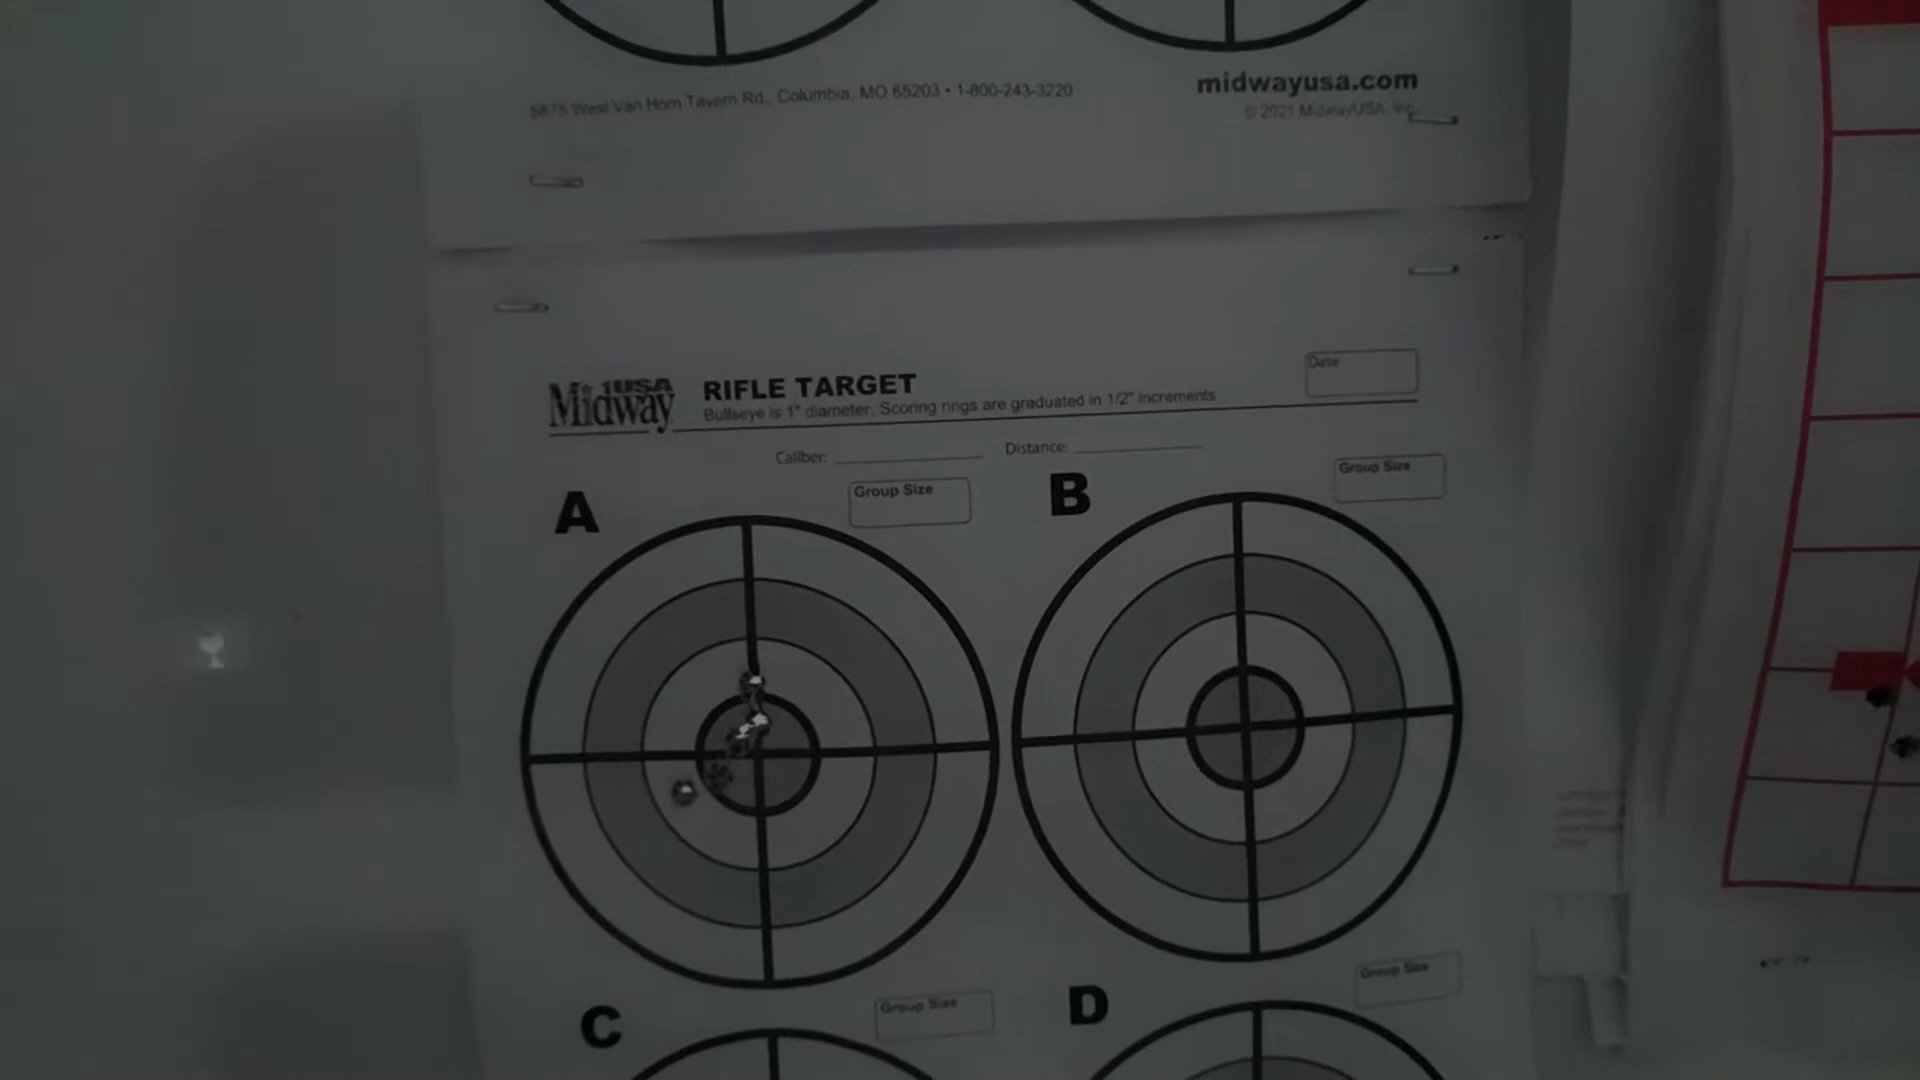 5875 West Van Horn Tavern Rd., Columbia, MO 65203 • 1-800-243-3220
midwayusa.com
© 2021 MidwayUSA, Inc.
MidwayUSA
RIFLE TARGET
Bullseye is 1" diameter. Scoring rings are graduated in 1/2" increments
Date
Caliber:
Distance:
A
Group Size
B
Group Size
C
Group Size
D
Group Size